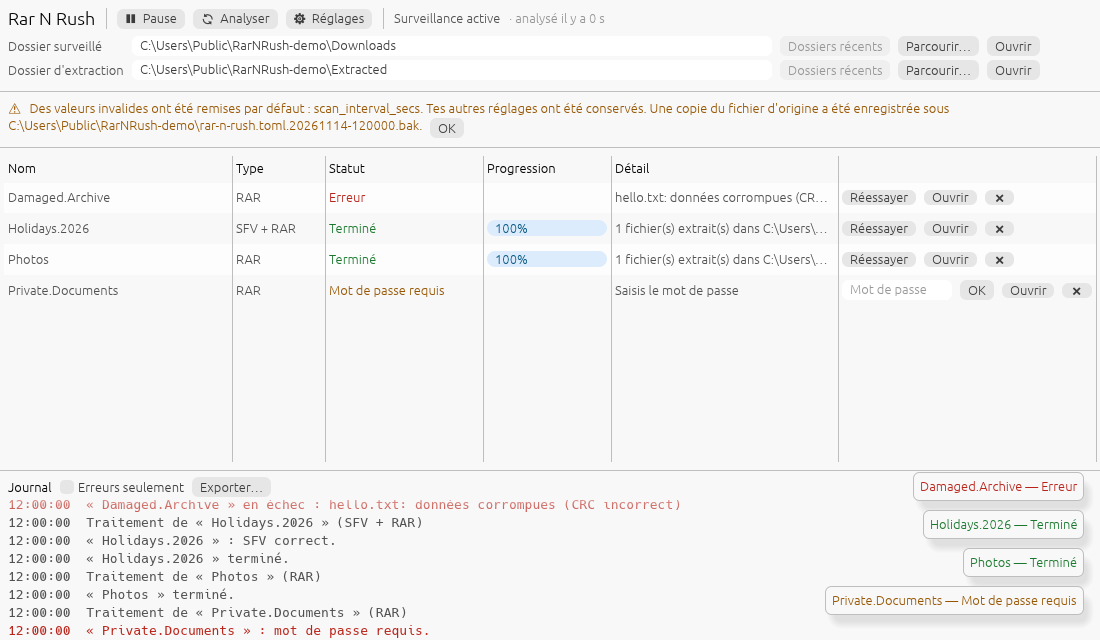 Rar N Rush Pause Analyser Réglages Surveillance active · analysé il y a 0 s
Dossier surveillé C:\Users\Public\RarNRush-demo\Downloads Dossiers récents Parcourir... Ouvrir
Dossier d'extraction C:\Users\Public\RarNRush-demo\Extracted Dossiers récents Parcourir... Ouvrir
⚠ Des valeurs invalides ont été remises par défaut : scan_interval_secs. Tes autres réglages ont été conservés. Une copie du fichier d'origine a été enregistrée sous
C:\Users\Public\RarNRush-demo\rar-n-rush.toml.20261114-120000.bak. OK
Nom Type Statut Progression Détail
Damaged.Archive RAR Erreur hello.txt: données corrompues (CR... Réessayer Ouvrir ×
Holidays.2026 SFV + RAR Terminé 100% 1 fichier(s) extrait(s) dans C:\Users\... Réessayer Ouvrir ×
Photos RAR Terminé 100% 1 fichier(s) extrait(s) dans C:\Users\... Réessayer Ouvrir ×
Private.Documents RAR Mot de passe requis Saisis le mot de passe Mot de passe OK Ouvrir ×
Journal Erreurs seulement Exporter...
12:00:00 « Damaged.Archive » en échec : hello.txt: données corrompues (CRC incorrect)
12:00:00 Traitement de « Holidays.2026 » (SFV + RAR)
12:00:00 « Holidays.2026 » : SFV correct.
12:00:00 « Holidays.2026 » terminé.
12:00:00 Traitement de « Photos » (RAR)
12:00:00 « Photos » terminé.
12:00:00 Traitement de « Private.Documents » (RAR)
12:00:00 « Private.Documents » : mot de passe requis.
Damaged.Archive — Erreur
Holidays.2026 — Terminé
Photos — Terminé
Private.Documents — Mot de passe requis